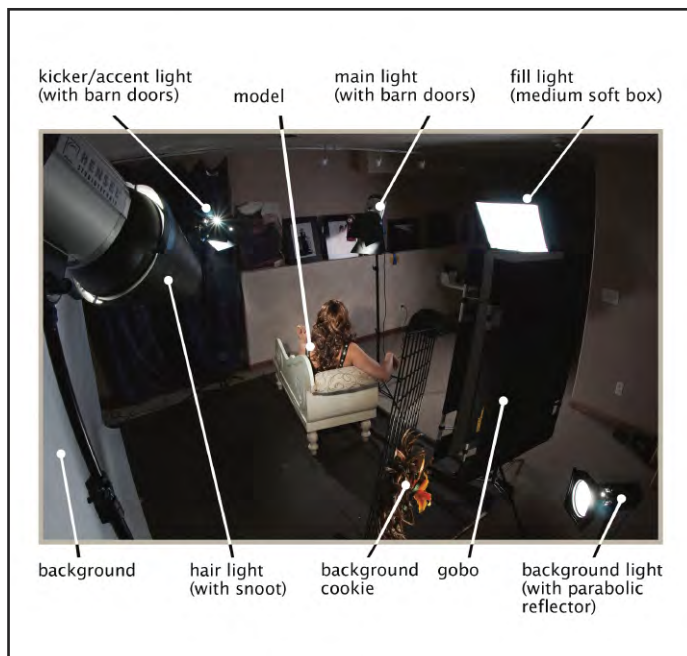 kicker/accent light
(with barn doors)
model
main light
(with barn doors)
fill light
(medium soft box)
HENSEL
background
hair light
(with snoot)
background
cookie
gobo
background light
(with parabolic
reflector)